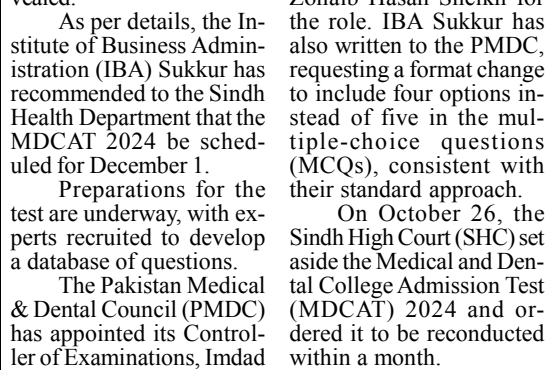 vealed.
As per details, the In-
stitute of Business Admin-
istration (IBA) Sukkur has
recommended to the Sindh
Health Department that the
MDCAT 2024 be sched-
uled for December 1.
Preparations for the
test are underway, with ex-
perts recruited to develop
a database of questions.
The Pakistan Medical
& Dental Council (PMDC)
has appointed its Control-
ler of Examinations, Imdad
Zohaib Hasan Sheikh for
the role. IBA Sukkur has
also written to the PMDC,
requesting a format change
to include four options in-
stead of five in the mul-
tiple-choice questions
(MCQs), consistent with
their standard approach.
On October 26, the
Sindh High Court (SHC) set
aside the Medical and Den-
tal College Admission Test
(MDCAT) 2024 and or-
dered it to be reconducted
within a month.